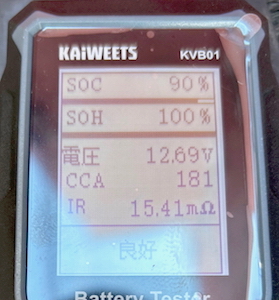 KAIWEETS KVB01
SOC 90%
SOH 100%
電圧 12.69V
CCA 181
IR 15.41mΩ
良好
Battery Tester